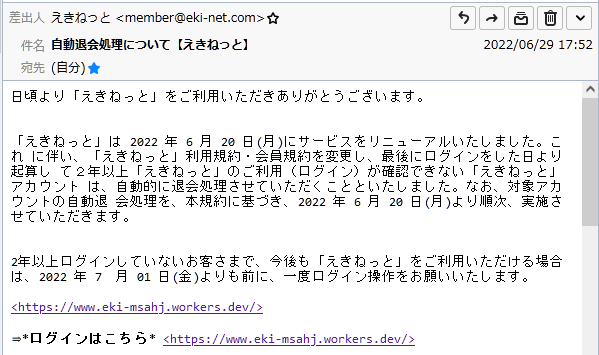 差出人 えきねっと <member@eki-net.com>☆
件名 自動退会処理について【えきねっと】 2022/06/29 17:52
宛先 (自分)★
日頃より「えきねっと」をご利用いただきありがとうございます。
「えきねっと」は 2022 年 6 月 20 日(月)にサービスをリニューアルいたしました。こ
れ に伴い、「えきねっと」利用規約・会員規約を変更し、最後にログインをした日より
起算し て２年以上「えきねっと」のご利用（ログイン）が確認できない「えきねっと」
アカウント は、自動的に退会処理させていただくことといたしました。なお、対象アカ
ウントの自動退 会処理を、本規約に基づき、2022 年 6 月 20 日(月)より順次、実施さ
せていただきます。
2年以上ログインしていないお客さまで、今後も「えきねっと」をご利用いただける場合
は、2022 年 7 月 01 日(金)よりも前に、一度ログイン操作をお願いいたします。
<https://www.eki-msahj.workers.dev/>
⇒*ログインはこちら* <https://www.eki-msahj.workers.dev/>